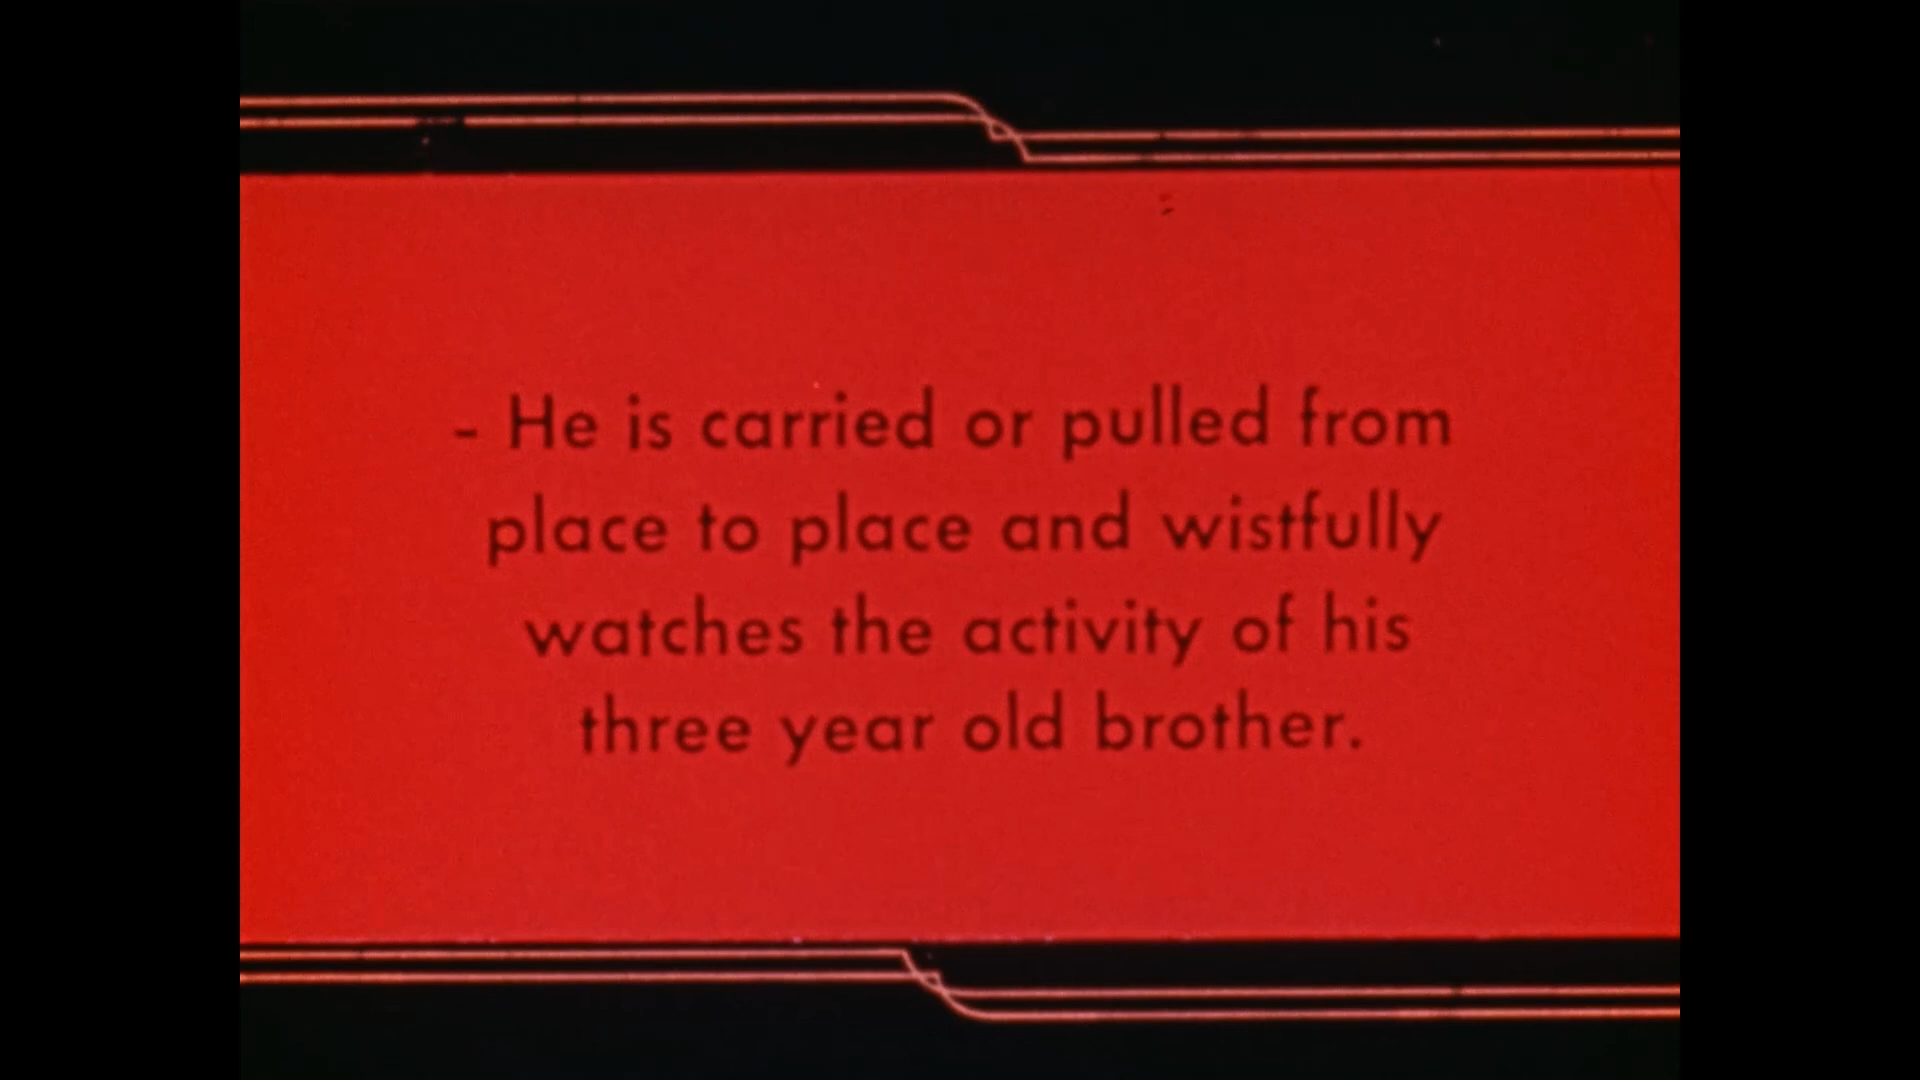 - He is carried or pulled from
place to place and wistfully
watches the activity of his
three year old brother.